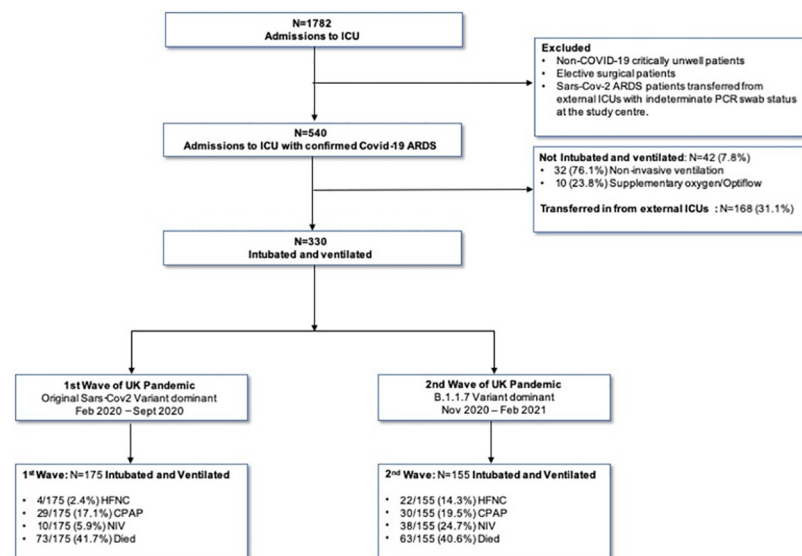 N=1782
Admissions to ICU
Excluded
• Non-COVID-19 critically unwell patients
• Elective surgical patients
• Sars-Cov-2 ARDS patients transferred from
external ICUs with indeterminate PCR swab status
at the study centre.
N=540
Admissions to ICU with confirmed Covid-19 ARDS
Not Intubated and ventilated: N=42 (7.8%)
• 32 (76.1%) Non-invasive ventilation
• 10 (23.8%) Supplementary oxygen/Optiflow
Transferred in from external ICUs : N=168 (31.1%)
N=330
Intubated and ventilated
1st Wave of UK Pandemic
Original Sars-Cov2 Variant dominant
Feb 2020 – Sept 2020
2nd Wave of UK Pandemic
B.1.1.7 Variant dominant
Nov 2020 – Feb 2021
1st Wave: N=175 Intubated and Ventilated
• 4/175 (2.4%) HFNC
• 29/175 (17.1%) CPAP
• 10/175 (5.9%) NIV
• 73/175 (41.7%) Died
2nd Wave: N=155 Intubated and Ventilated
• 22/155 (14.3%) HFNC
• 30/155 (19.5%) CPAP
• 38/155 (24.7%) NIV
• 63/155 (40.6%) Died